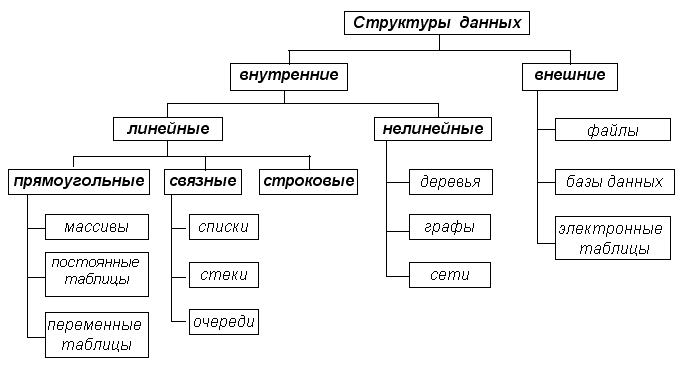 Структуры данных
внутренние
внешние
линейные
нелинейные
файлы
прямоугольные
связные
строковые
деревья
базы данных
массивы
списки
графы
электронные
таблицы
постоянные
таблицы
стеки
сети
переменные
таблицы
очереди